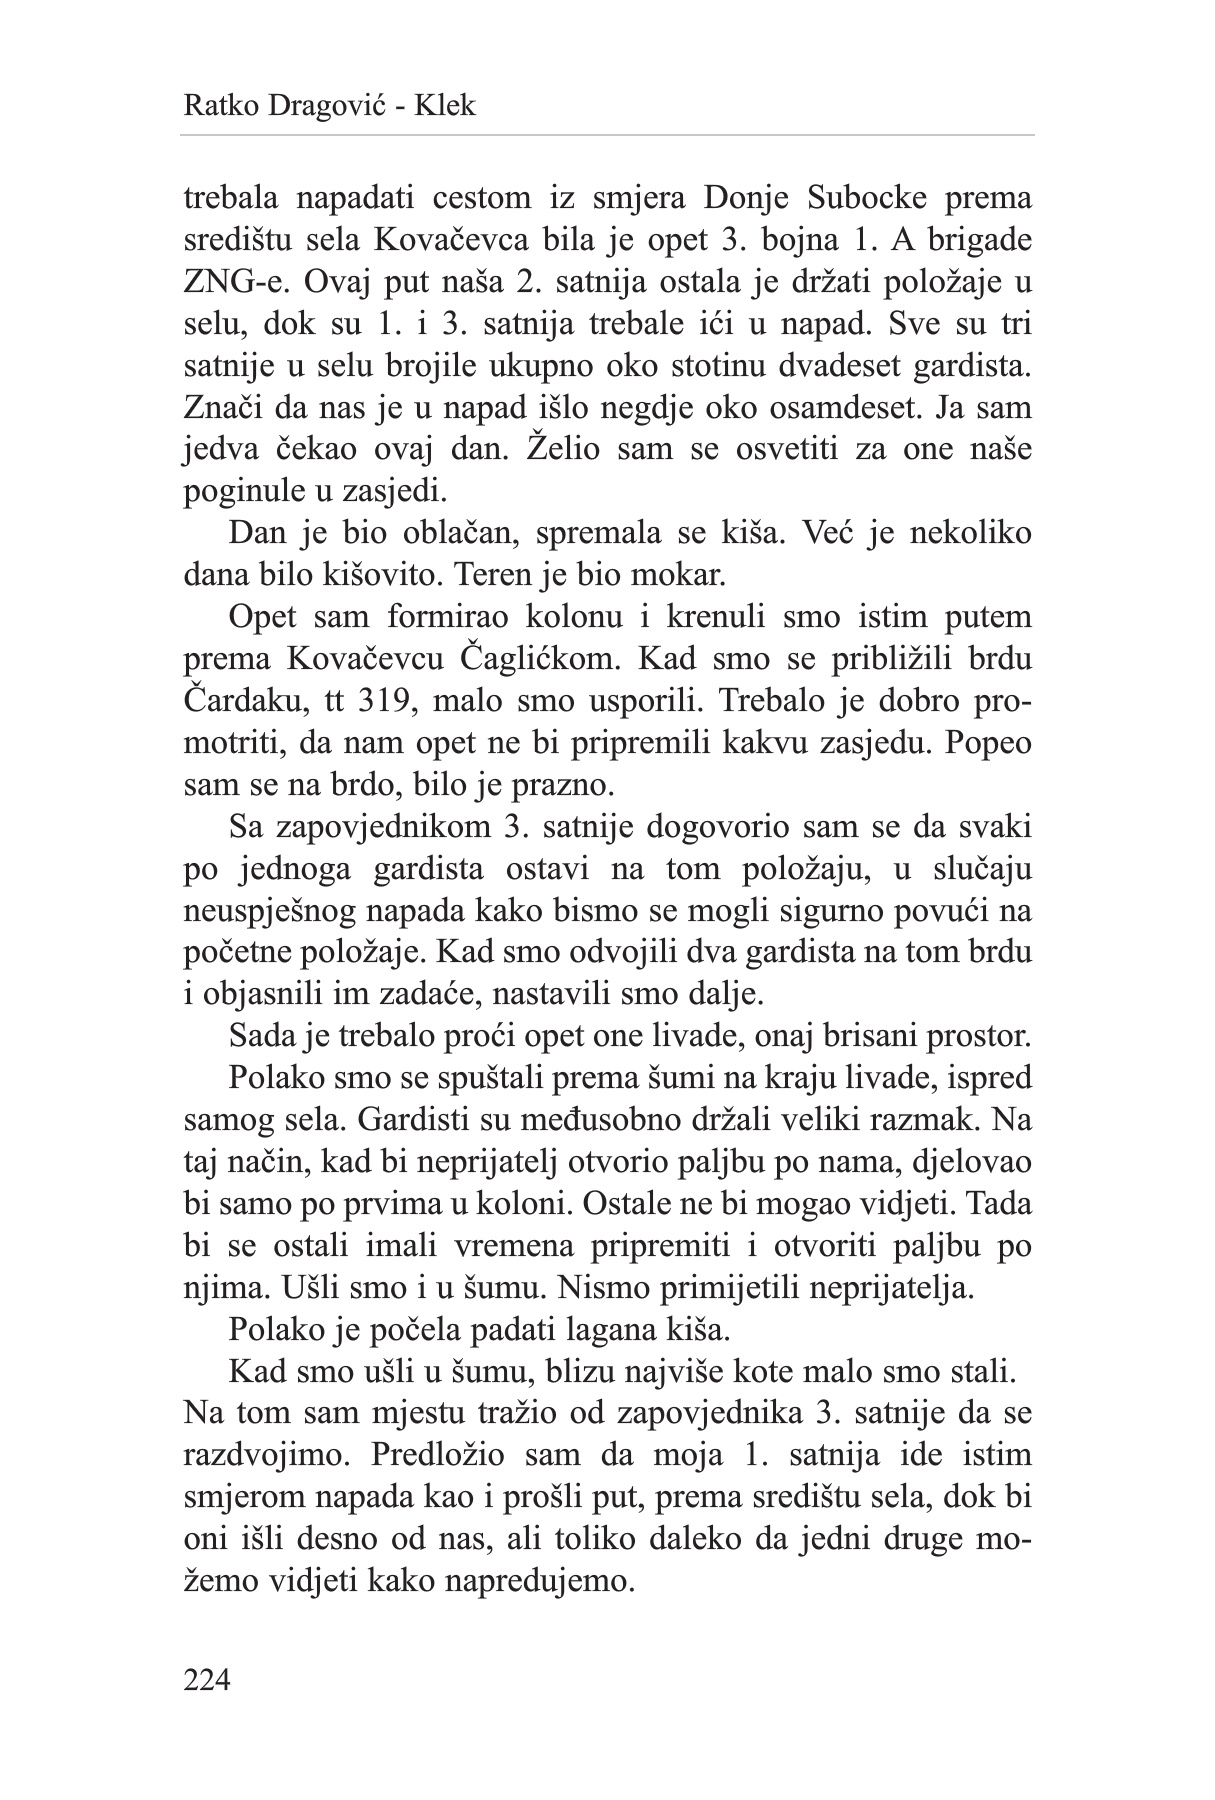 Ratko Dragović - Klek
trebala napadati cestom iz smjera Donje Subocke prema
središtu sela Kovačevca bila je opet 3. bojna 1. A brigade
ZNG-e. Ovaj put naša 2. satnija ostala je držati položaje u
selu, dok su 1. i 3. satnija trebale ići u napad. Sve su tri
satnije u selu brojile ukupno oko stotinu dvadeset gardista.
Znači da nas je u napad išlo negdje oko osamdeset. Ja sam
jedva čekao ovaj dan. Želio sam se osvetiti za one naše
poginule u zasjedi.
Dan je bio oblačan, spremala se kiša. Već je nekoliko
dana bilo kišovito. Teren je bio mokar.
Opet sam formirao kolonu i krenuli smo istim putem
prema Kovačevcu Čaglićkom. Kad smo se približili brdu
Čardaku, tt 319, malo smo usporili. Trebalo je dobro pro-
motriti, da nam opet ne bi pripremili kakvu zasjedu. Popeo
sam se na brdo, bilo je prazno.
Sa zapovjednikom 3. satnije dogovorio sam se da svaki
po jednoga gardista ostavi na tom položaju, u slučaju
neuspješnog napada kako bismo se mogli sigurno povući na
početne položaje. Kad smo odvojili dva gardista na tom brdu
i objasnili im zadaće, nastavili smo dalje.
Sada je trebalo proći opet one livade, onaj brisani prostor.
Polako smo se spuštali prema šumi na kraju livade, ispred
samog sela. Gardisti su međusobno držali veliki razmak. Na
taj način, kad bi neprijatelj otvorio paljbu po nama, djelovao
bi samo po prvima u koloni. Ostale ne bi mogao vidjeti. Tada
bi se ostali imali vremena pripremiti i otvoriti paljbu po
njima. Ušli smo i u šumu. Nismo primijetili neprijatelja.
Polako je počela padati lagana kiša.
Kad smo ušli u šumu, blizu najviše kote malo smo stali.
Na tom sam mjestu tražio od zapovjednika 3. satnije da se
razdvojimo. Predložio sam da moja 1. satnija ide istim
smjerom napada kao i prošli put, prema središtu sela, dok bi
oni išli desno od nas, ali toliko daleko da jedni druge mo-
žemo vidjeti kako napredujemo.
224